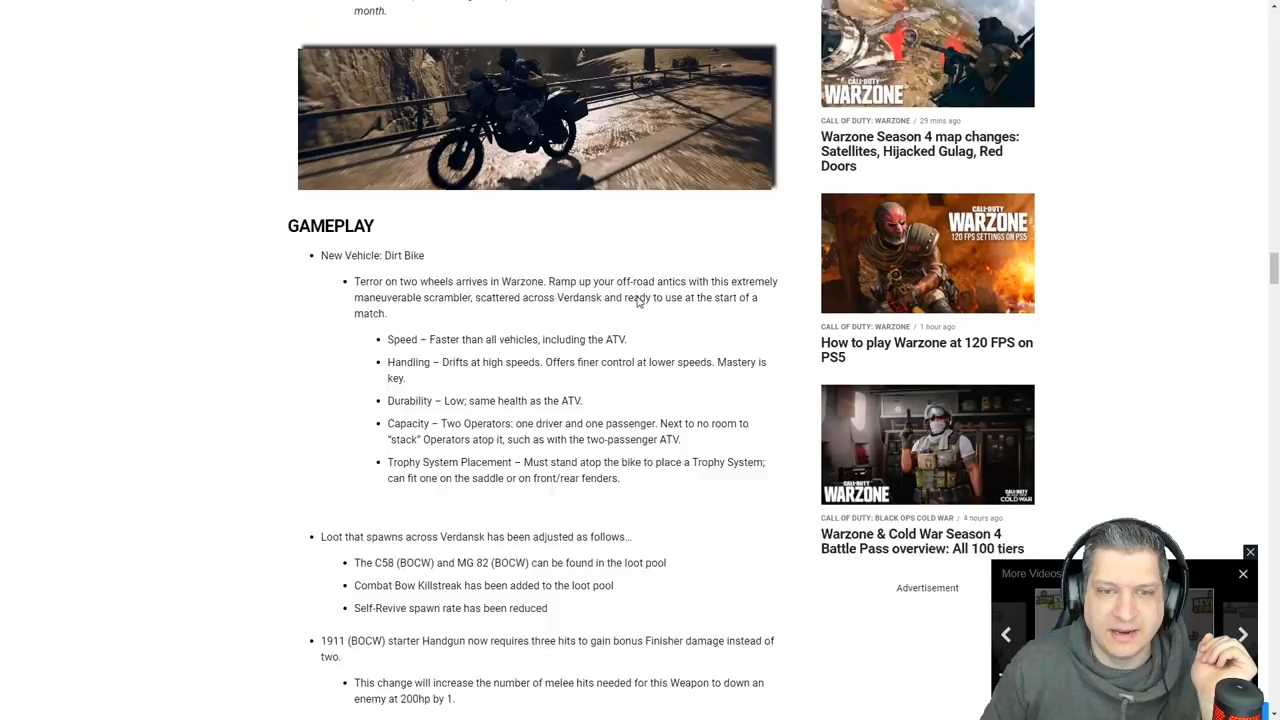 month.
GAMEPLAY
• New Vehicle: Dirt Bike
• Terror on two wheels arrives in Warzone. Ramp up your off-road antics with this extremely
maneuverable scrambler, scattered across Verdansk and ready to use at the start of a
match.
• Speed – Faster than all vehicles, including the ATV.
• Handling – Drifts at high speeds. Offers finer control at lower speeds. Mastery is
key.
• Durability – Low; same health as the ATV.
• Capacity – Two Operators: one driver and one passenger. Next to no room to
"stack" Operators atop it, such as with the two-passenger ATV.
• Trophy System Placement – Must stand atop the bike to place a Trophy System;
can fit one on the saddle or on front/rear fenders.
• Loot that spawns across Verdansk has been adjusted as follows...
• The C58 (BOCW) and MG 82 (BOCW) can be found in the loot pool
• Combat Bow Killstreak has been added to the loot pool
• Self-Revive spawn rate has been reduced
• 1911 (BOCW) starter Handgun now requires three hits to gain bonus Finisher damage instead of
two.
• This change will increase the number of melee hits needed for this Weapon to down an
enemy at 200hp by 1.
CALL OF DUTY
WARZONE
CALL OF DUTY: WARZONE / 29 mins ago
Warzone Season 4 map changes:
Satellites, Hijacked Gulag, Red
Doors
CALL OF DUTY
WARZONE
120 FPS SETTINGS ON PS5
CALL OF DUTY: WARZONE / 1 hour ago
How to play Warzone at 120 FPS on
PS5
CALL OF DUTY
WARZONE
CALL OF DUTY
COLD WAR
CALL OF DUTY: BLACK OPS COLD WAR / 4 hours ago
Warzone & Cold War Season 4
Battle Pass overview: All 100 tiers
Advertisement
More Videos